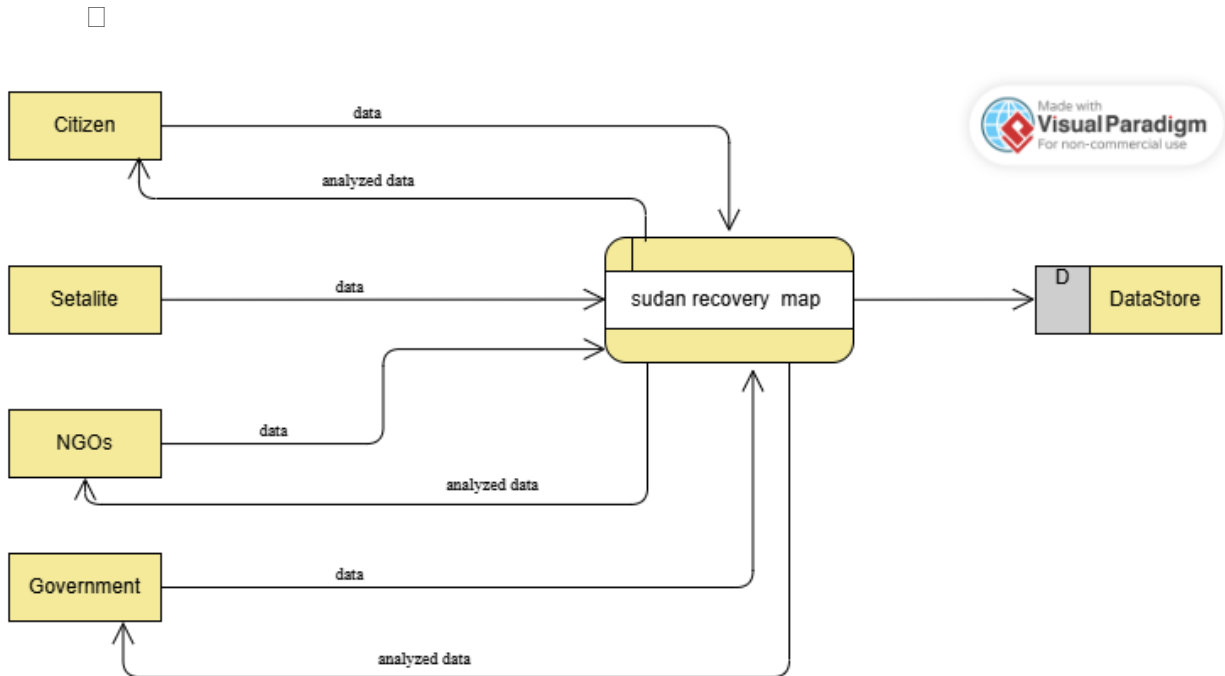 Citizen
data
Made with
Visual Paradigm
For non-commercial use
analyzed data
Setalite
data
sudan recovery map
D
DataStore
NGOs
data
analyzed data
Government
data
analyzed data